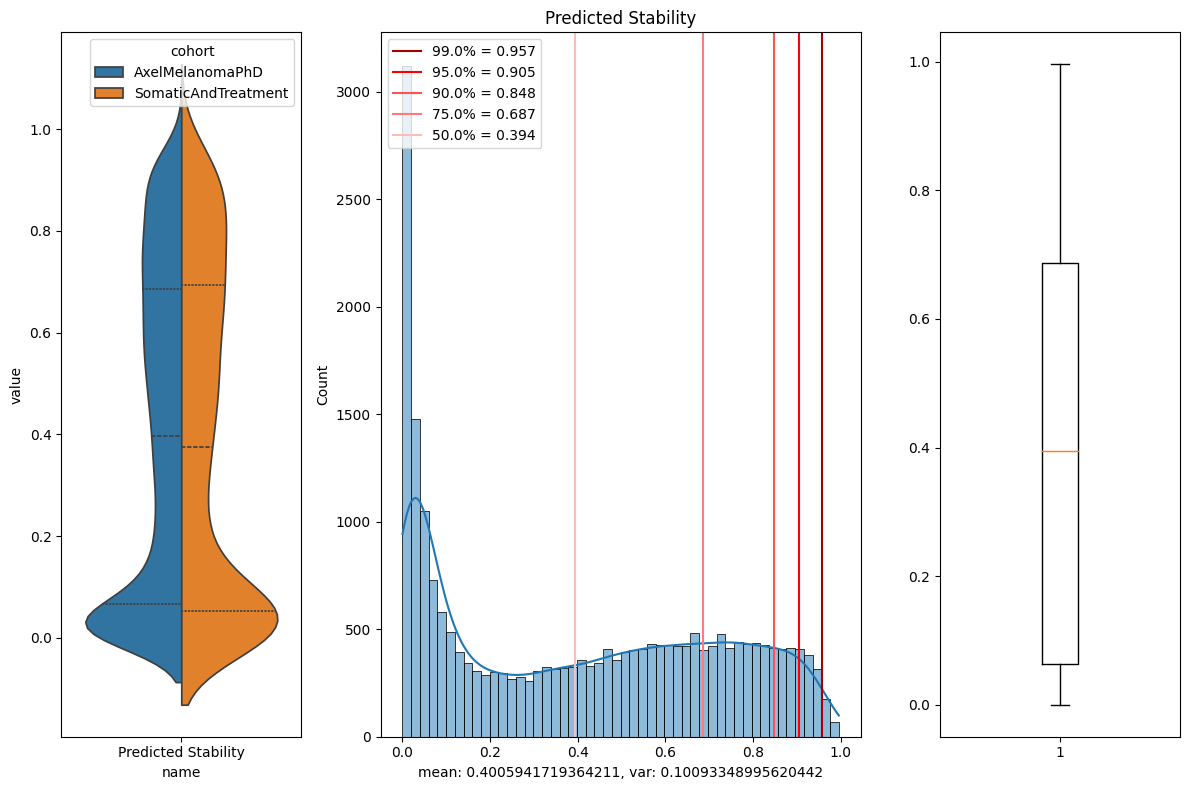 Predicted Stability
cohort
AxelMelanomaPhD
SomaticAndTreatment
value
1.0
0.8
0.6
0.4
0.2
0.0
Predicted Stability
name
99.0% = 0.957
95.0% = 0.905
90.0% = 0.848
75.0% = 0.687
50.0% = 0.394
Count
3000
2500
2000
1500
1000
500
0
0.0 0.2 0.4 0.6 0.8 1.0
mean: 0.4005941719364211, var: 0.10093348995620442
1.0
0.8
0.6
0.4
0.2
0.0
1